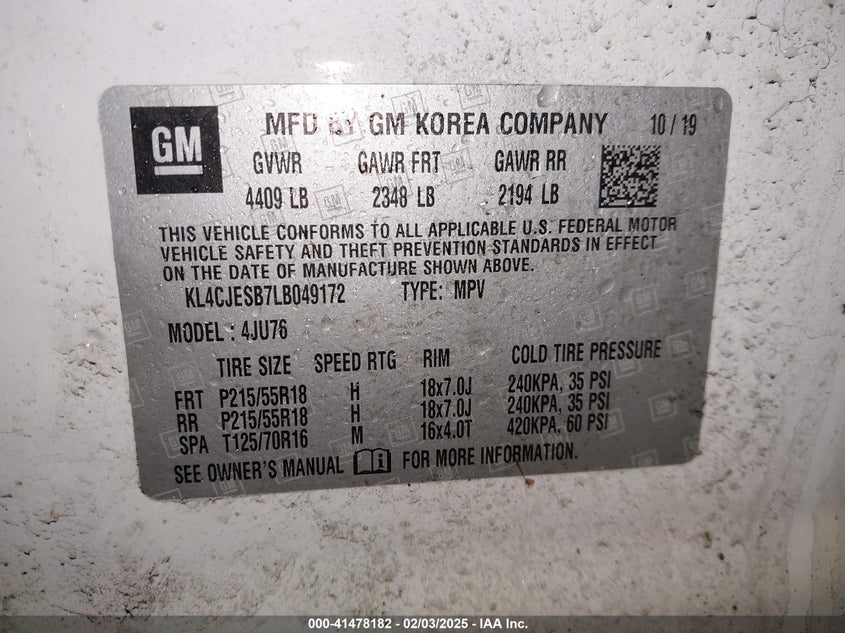 GM
MFD BY GM KOREA COMPANY 10 / 19
GVWR GAWR FRT GAWR RR
4409 LB 2348 LB 2194 LB
THIS VEHICLE CONFORMS TO ALL APPLICABLE U.S. FEDERAL MOTOR
VEHICLE SAFETY AND THEFT PREVENTION STANDARDS IN EFFECT
ON THE DATE OF MANUFACTURE SHOWN ABOVE.
KL4CJESB7LB049172 TYPE: MPV
MODEL: 4JU76
TIRE SIZE SPEED RTG RIM COLD TIRE PRESSURE
FRT P215/55R18 H 18x7.0J 240KPA, 35 PSI
RR P215/55R18 H 18x7.0J 240KPA, 35 PSI
SPA T125/70R16 M 16x4.0T 420KPA, 60 PSI
SEE OWNER'S MANUAL FOR MORE INFORMATION.
000-41478182 - 02/03/2025 - IAA Inc.